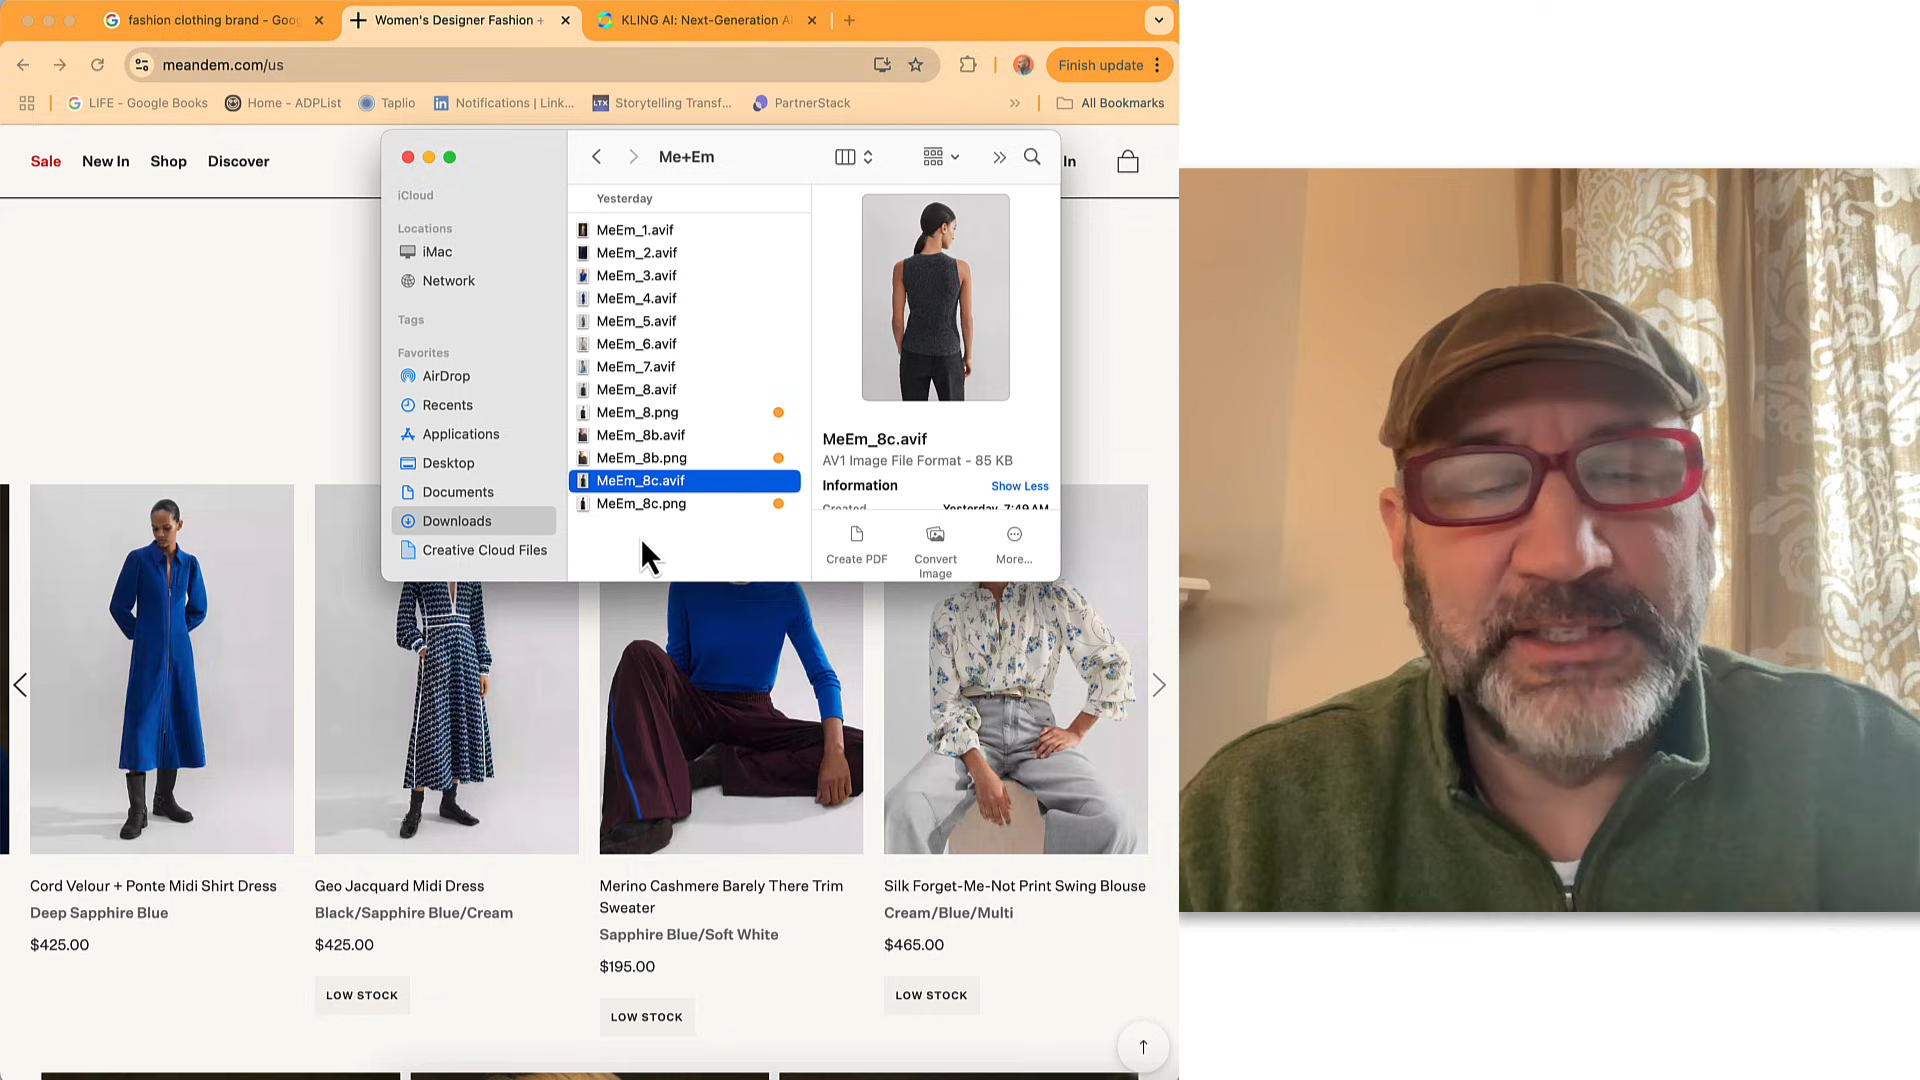 fashion clothing brand - Goo
Women's Designer Fashion +
KLING AI: Next-Generation AI
meandem.com/us
Finish update
LIFE - Google Books
Home - ADPList
Taplio
Notifications | Link...
LTX
Storytelling Transf...
PartnerStack
All Bookmarks
Sale
New In
Shop
Discover
In
iCloud
Locations
iMac
Network
Tags
Favorites
AirDrop
Recents
Applications
Desktop
Documents
Downloads
Creative Cloud Files
Me+Em
Yesterday
MeEm_1.avif
MeEm_2.avif
MeEm_3.avif
MeEm_4.avif
MeEm_5.avif
MeEm_6.avif
MeEm_7.avif
MeEm_8.avif
MeEm_8.png
MeEm_8b.avif
MeEm_8b.png
MeEm_8c.avif
MeEm_8c.png
MeEm_8c.avif
AV1 Image File Format - 85 KB
Information
Show Less
Created
Yesterday, 7:49 AM
Create PDF
Convert
Image
More...
Cord Velour + Ponte Midi Shirt Dress
Deep Sapphire Blue
$425.00
Geo Jacquard Midi Dress
Black/Sapphire Blue/Cream
$425.00
LOW STOCK
Merino Cashmere Barely There Trim
Sweater
Sapphire Blue/Soft White
$195.00
LOW STOCK
Silk Forget-Me-Not Print Swing Blouse
Cream/Blue/Multi
$465.00
LOW STOCK